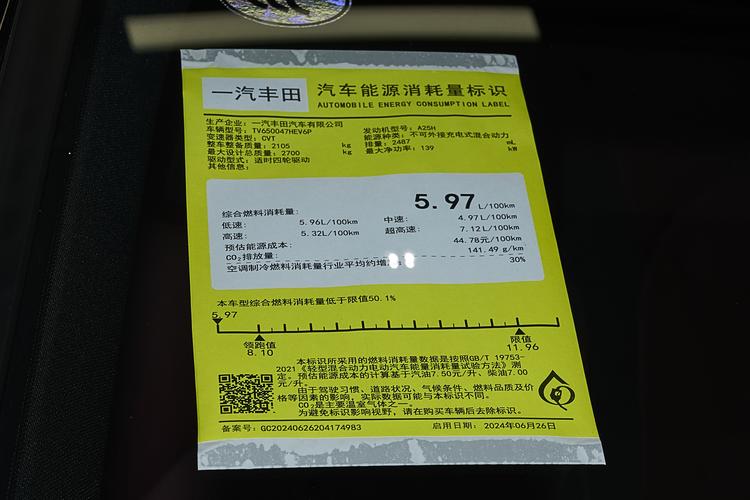 一汽丰田
汽车能源消耗量标识
AUTOMOBILE ENERGY CONSUMPTION LABEL
生产企业：一汽丰田汽车有限公司
车辆型号：TV6504GHEV6P
变速器类型：CVT
整车整备质量：2105 kg
最大设计总质量：2700 kg
驱动型式：适时四轮驱动
其他信息：
发动机型号：A25H
能源种类：不可外接充电式混合动力
排量：2487 mL
最大净功率：139 kW
综合燃料消耗量： 5.97 L/100km
低速： 5.96L/100km 中速： 4.97L/100km
高速： 5.32L/100km 超高速： 7.12L/100km
预估能源成本： 44.78元/100km
CO₂排放量： 141.49 g/km
空调制冷燃料消耗量行业平均约增加： 30%
本车型综合燃料消耗量低于限值50.1%
5.97
领跑值 限值
8.10 11.96
本标识所采用的燃料消耗量数据是按照GB/T 19753-
2021《轻型混合动力电动汽车能量消耗量试验方法》测
定。预估能源成本的计算基于汽油7.50元/升、柴油7.00
元/升。
由于驾驶习惯、道路状况、气候条件、燃料品质及价
格等因素的影响，实际数据可能与本标识不同。
CO₂是主要温室气体之一。
为避免标识影响视野，请在购买车辆后去除标识。
备案号：GC20240626204174983 启用日期：2024年06月26日